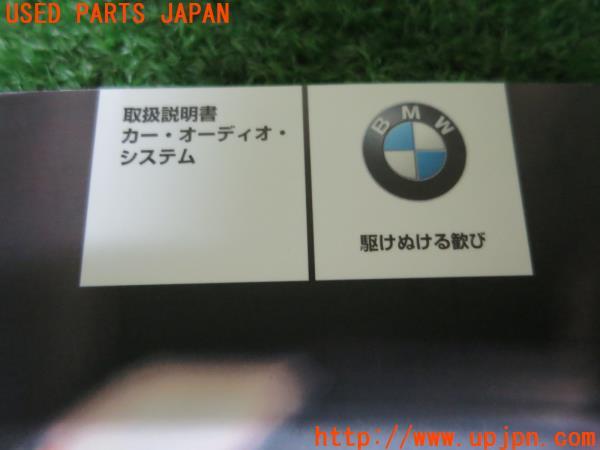 USED PARTS JAPAN
取扱説明書
カー・オーディオ・
システム
BMW
駆けぬける歓び
http://www.upjpn.com